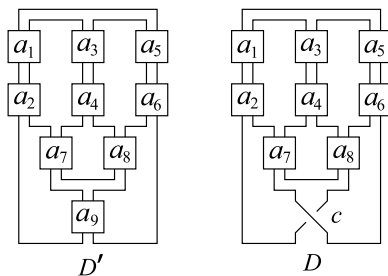 a₁ a₃ a₅ a₁ a₃ a₅
a₂ a₄ a₆ a₂ a₄ a₆
a₇ a₈ a₇ a₈
a₉ c
D′ D